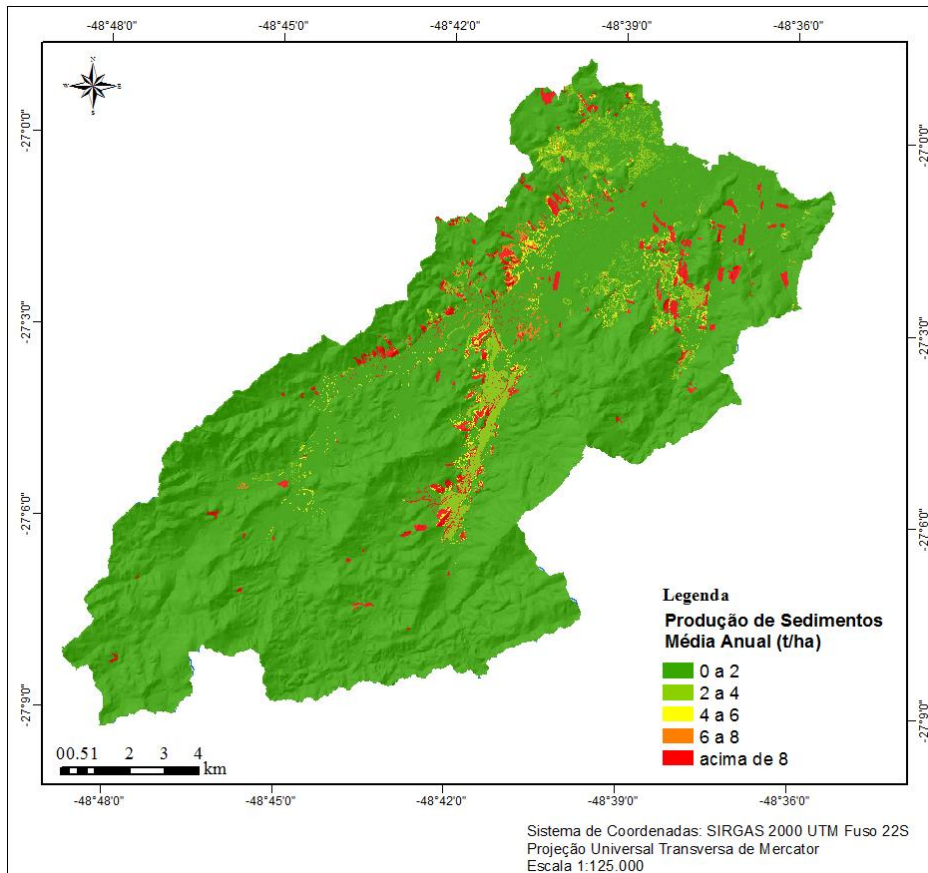 -48°48'0" -48°45'0" -48°42'0" -48°39'0" -48°36'0"
N
W E
S
-27°0'0" -27°0'0"
-27°3'0" -27°3'0"
-27°6'0" -27°6'0"
Legenda
Produção de Sedimentos
Média Anual (t/ha)
0 a 2
2 a 4
4 a 6
6 a 8
acima de 8
-27°9'0" -27°9'0"
00.51 2 3 4
km
-48°48'0" -48°45'0" -48°42'0" -48°39'0" -48°36'0"
Sistema de Coordenadas: SIRGAS 2000 UTM Fuso 22S
Projeção Universal Transversa de Mercator
Escala 1:125.000